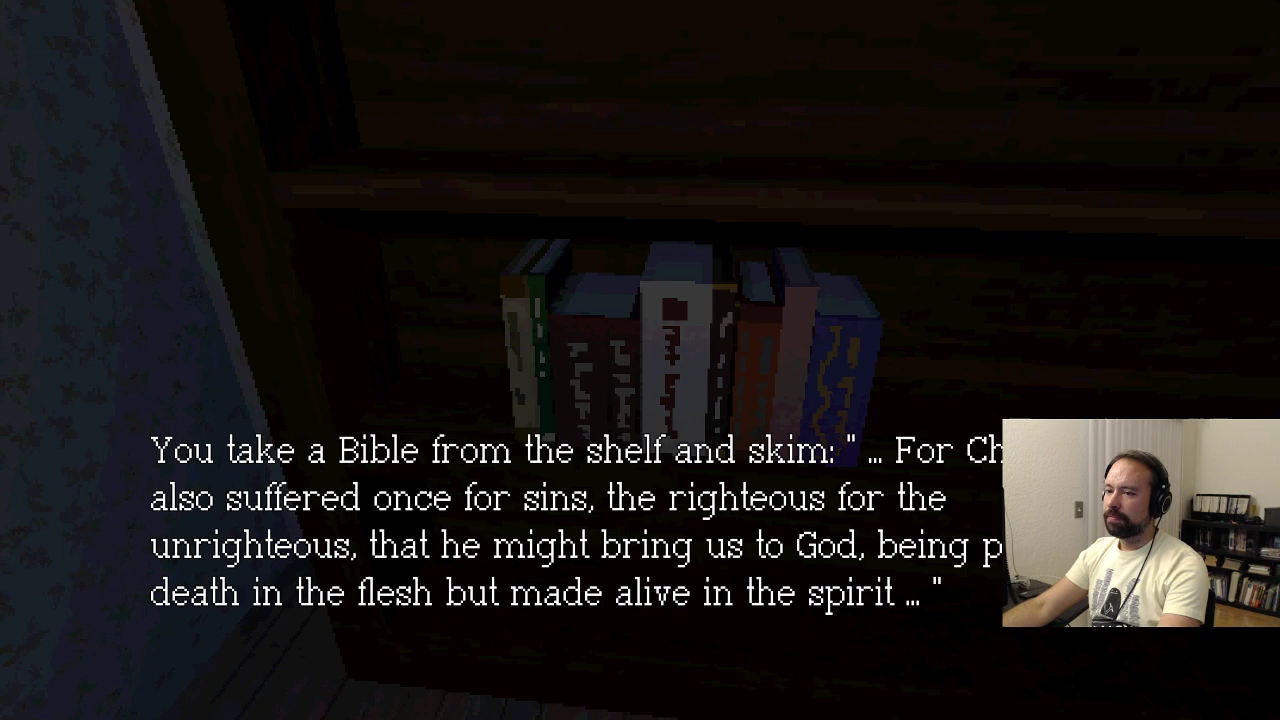 You take a Bible from the shelf and skim: " ... For
also suffered once for sins, the righteous for the
unrighteous, that he might bring us to God, being
death in the flesh but made alive in the spirit ... "